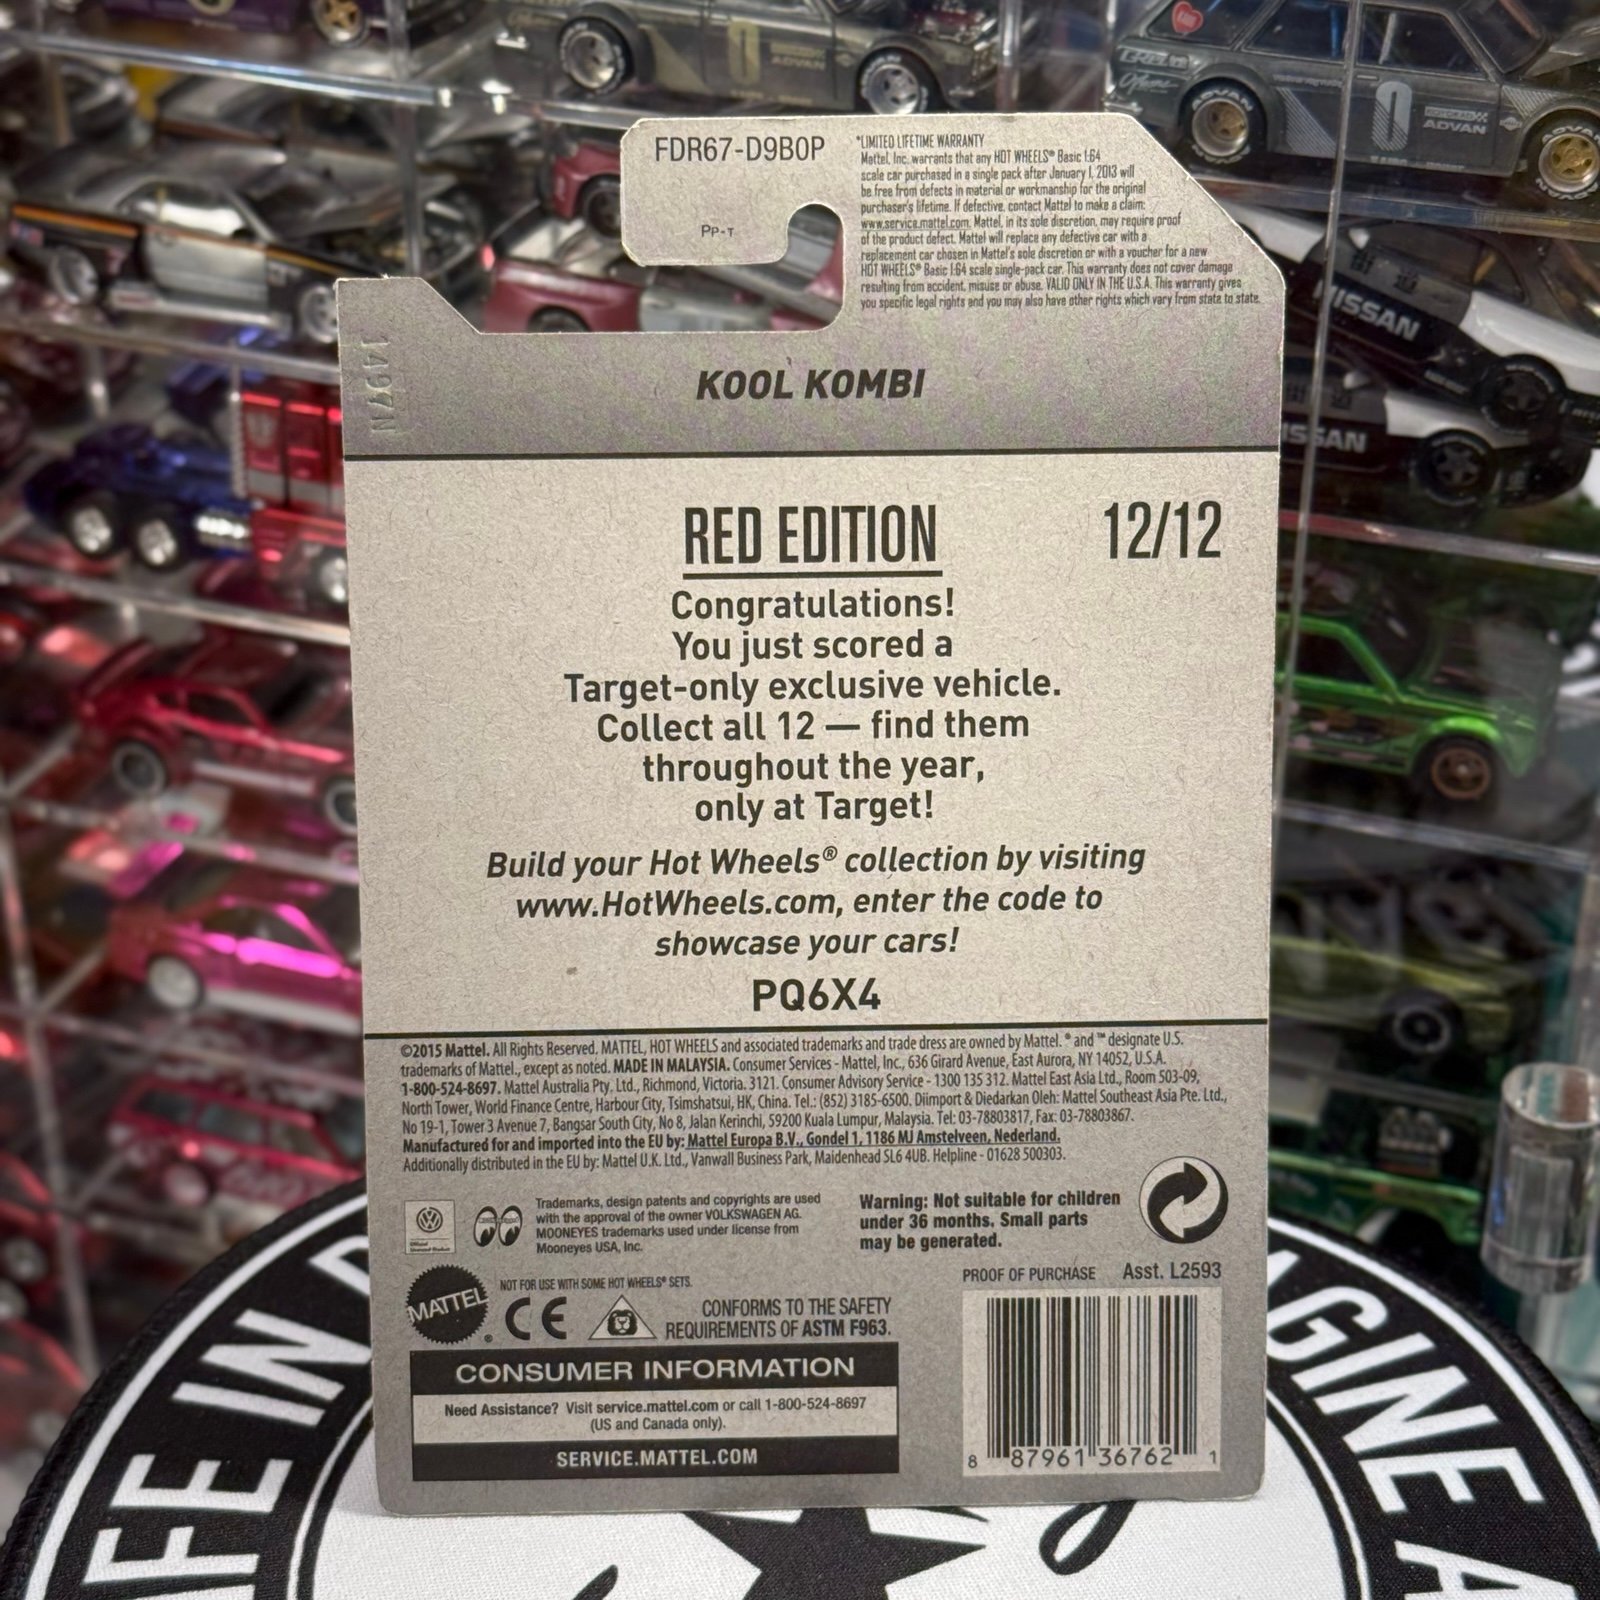 FDR67-D9B0P
PP-T
*LIMITED LIFETIME WARRANTY
Mattel, Inc. warrants that any HOT WHEELS® Basic 1:64
scale car purchased in a single pack after January 1, 2013 will
be free from defects in material or workmanship for the original
purchaser's lifetime. If defective, contact Mattel to make a claim:
www.service.mattel.com. Mattel, in its sole discretion, may require proof
of the product defect. Mattel will replace any defective car with a
replacement car chosen in Mattel's sole discretion or with a voucher for a new
HOT WHEELS® Basic 1:64 scale single-pack car. This warranty does not cover damage
resulting from accident, misuse or abuse. VALID ONLY IN THE U.S.A. This warranty gives
you specific legal rights and you may also have other rights which vary from state to state.
KOOL KOMBI
RED EDITION
12/12
Congratulations!
You just scored a
Target-only exclusive vehicle.
Collect all 12 — find them
throughout the year,
only at Target!
Build your Hot Wheels® collection by visiting
www.HotWheels.com, enter the code to
showcase your cars!
PQ6X4
©2015 Mattel. All Rights Reserved. MATTEL, HOT WHEELS and associated trademarks and trade dress are owned by Mattel. ® and ™ designate U.S.
trademarks of Mattel., except as noted. MADE IN MALAYSIA. Consumer Services - Mattel, Inc., 636 Girard Avenue, East Aurora, NY 14052, U.S.A.
1-800-524-8697. Mattel Australia Pty. Ltd., Richmond, Victoria. 3121. Consumer Advisory Service - 1300 135 312. Mattel East Asia Ltd., Room 503-09,
North Tower, World Finance Centre, Harbour City, Tsimshatsui, HK, China. Tel.: (852) 3185-6500. Diimport & Diedarkan Oleh: Mattel Southeast Asia Pte. Ltd.,
No 19-1, Tower 3 Avenue 7, Bangsar South City, No 8, Jalan Kerinchi, 59200 Kuala Lumpur, Malaysia. Tel: 03-78803817, Fax: 03-78803867.
Manufactured for and imported into the EU by: Mattel Europa B.V., Gondel 1, 1186 MJ Amstelveen, Nederland.
Additionally distributed in the EU by: Mattel U.K. Ltd., Vanwall Business Park, Maidenhead SL6 4UB. Helpline - 01628 500303.
Trademarks, design patents and copyrights are used
with the approval of the owner VOLKSWAGEN AG.
MOONEYES trademarks used under license from
Mooneyes USA, Inc.
Warning: Not suitable for children
under 36 months. Small parts
may be generated.
MATTEL
NOT FOR USE WITH SOME HOT WHEELS® SETS.
CE
CONFORMS TO THE SAFETY
REQUIREMENTS OF ASTM F963.
PROOF OF PURCHASE Asst. L2593
CONSUMER INFORMATION
Need Assistance? Visit service.mattel.com or call 1-800-524-8697
(US and Canada only).
SERVICE.MATTEL.COM
8 87961 36762 1
0
ADVAN
0
ADVAN
ADVAN
NISSAN